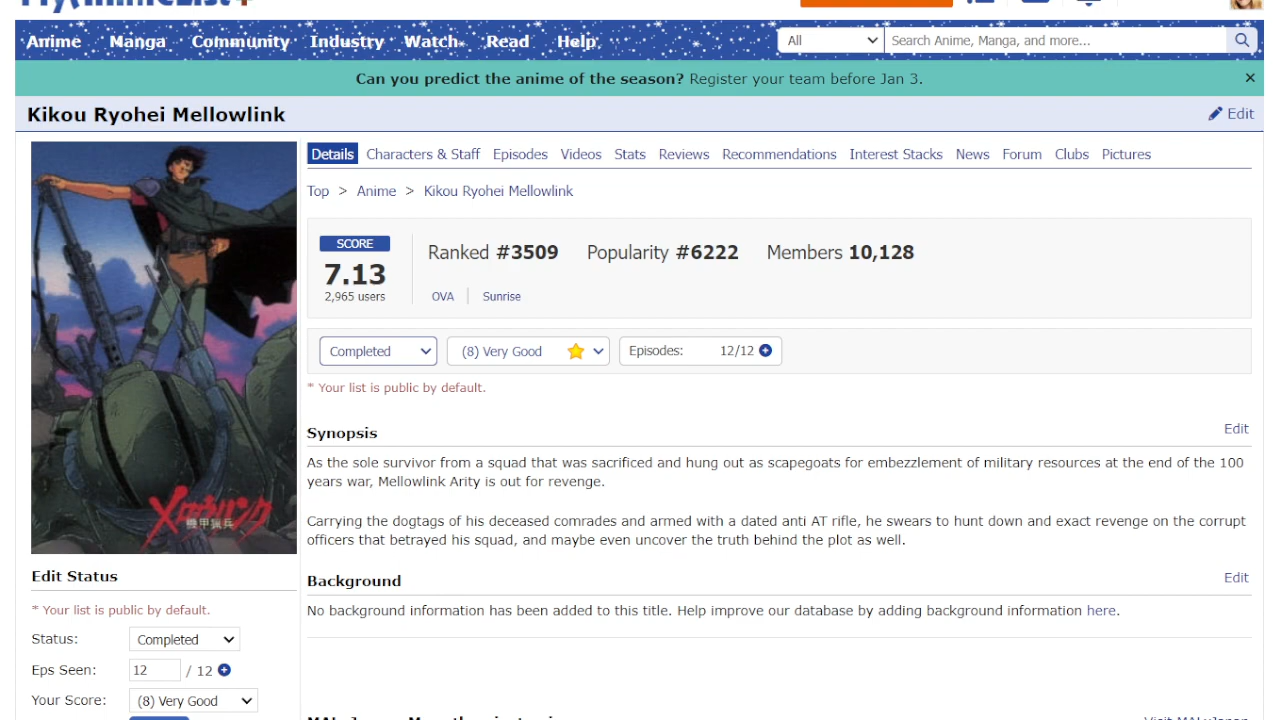 Anime Manga Community Industry Watch Read Help All Search Anime, Manga, and more...
Can you predict the anime of the season? Register your team before Jan 3. ×
Kikou Ryohei Mellowlink Edit
Details Characters & Staff Episodes Videos Stats Reviews Recommendations Interest Stacks News Forum Clubs Pictures
Top > Anime > Kikou Ryohei Mellowlink
SCORE
7.13
2,965 users
Ranked #3509 Popularity #6222 Members 10,128
OVA Sunrise
Completed (8) Very Good Episodes: 12/12
* Your list is public by default.
Synopsis Edit
As the sole survivor from a squad that was sacrificed and hung out as scapegoats for embezzlement of military resources at the end of the 100
years war, Mellowlink Arity is out for revenge.
Carrying the dogtags of his deceased comrades and armed with a dated anti AT rifle, he swears to hunt down and exact revenge on the corrupt
officers that betrayed his squad, and maybe even uncover the truth behind the plot as well.
Background Edit
No background information has been added to this title. Help improve our database by adding background information here.
メロウリンク
機甲猟兵
Edit Status
* Your list is public by default.
Status: Completed
Eps Seen: 12 / 12
Your Score: (8) Very Good